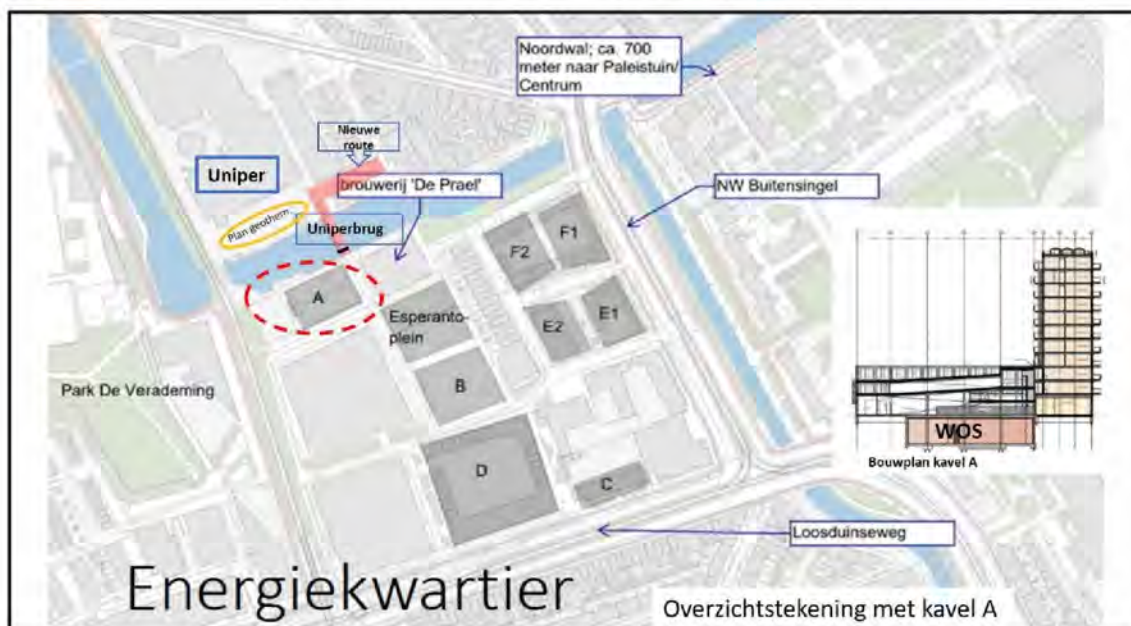 Noordwal; ca. 700
meter naar Paleistuin/
Centrum
Nieuwe
route
Uniper
brouwerij 'De Prael'
NW Buitensingel
Plan geothem.
Uniperbrug
F2
F1
A
Esperanto-
plein
E2
E1
Park De Verademing
B
WOS
Bouwplan kavel A
D
C
Loosduinseweg
Energiekwartier
Overzichtstekening met kavel A